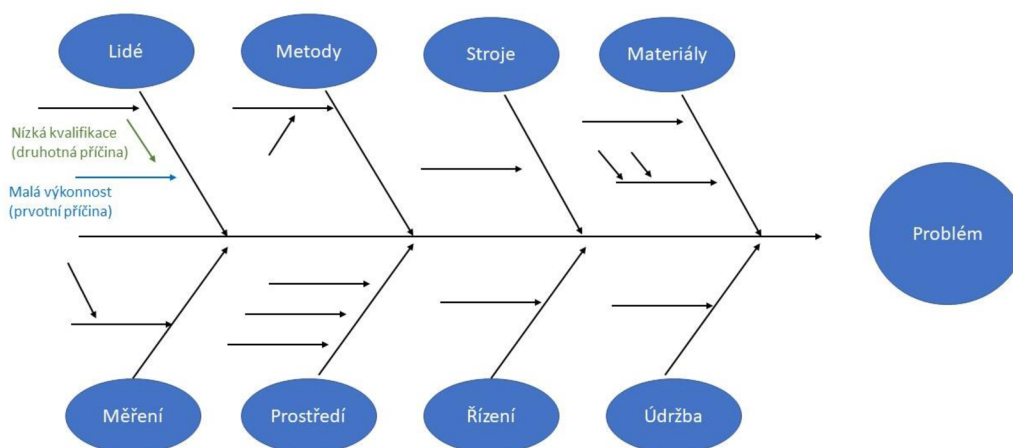 Lidé
Metody
Stroje
Materiály
Nízká kvalifikace
(druhotná příčina)
Malá výkonnost
(prvotní příčina)
Problém
Měření
Prostředí
Řízení
Údržba